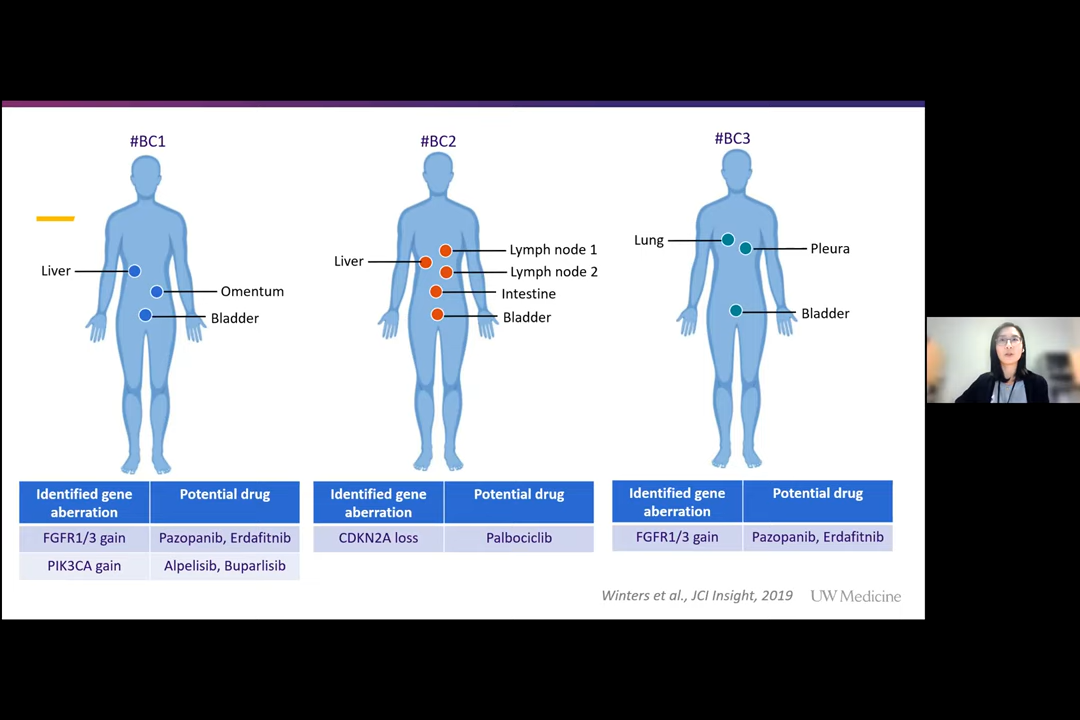 #BC1
Liver
Omentum
Bladder
Identified gene
aberration
Potential drug
FGFR1/3 gain
Pazopanib, Erdafitnib
PIK3CA gain
Alpelisib, Buparlisib
#BC2
Lymph node 1
Liver
Lymph node 2
Intestine
Bladder
Identified gene
aberration
Potential drug
CDKN2A loss
Palbociclib
#BC3
Lung
Pleura
Bladder
Identified gene
aberration
Potential drug
FGFR1/3 gain
Pazopanib, Erdafitnib
Winters et al., JCI Insight, 2019
UW Medicine